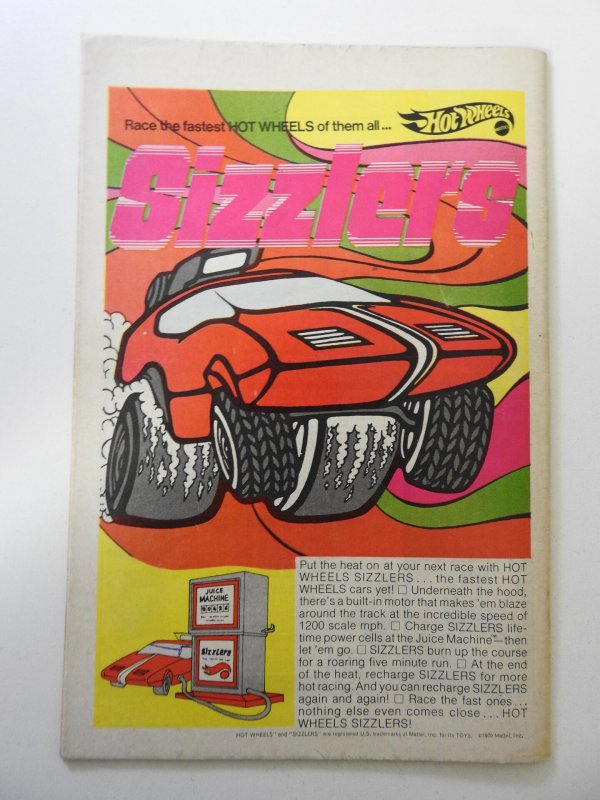 Race the fastest HOT WHEELS of them all...
Hot Wheels
Sizzlers
JUICE
MACHINE
Sizzlers
Put the heat on at your next race with HOT
WHEELS SIZZLERS . . . the fastest HOT
WHEELS cars yet! □ Underneath the hood,
there's a built-in motor that makes 'em blaze
around the track at the incredible speed of
1200 scale mph. □ Charge SIZZLERS life-
time power cells at the Juice Machine™—then
let 'em go. □ SIZZLERS burn up the course
for a roaring five minute run. □ At the end
of the heat, recharge SIZZLERS for more
hot racing. And you can recharge SIZZLERS
again and again! □ Race the fast ones . . .
nothing else even comes close . . . HOT
WHEELS SIZZLERS!
HOT WHEELS" and "SIZZLERS" are registered U.S. trademarks of Mattel, Inc. for its TOYS. ©1970 Mattel, Inc.